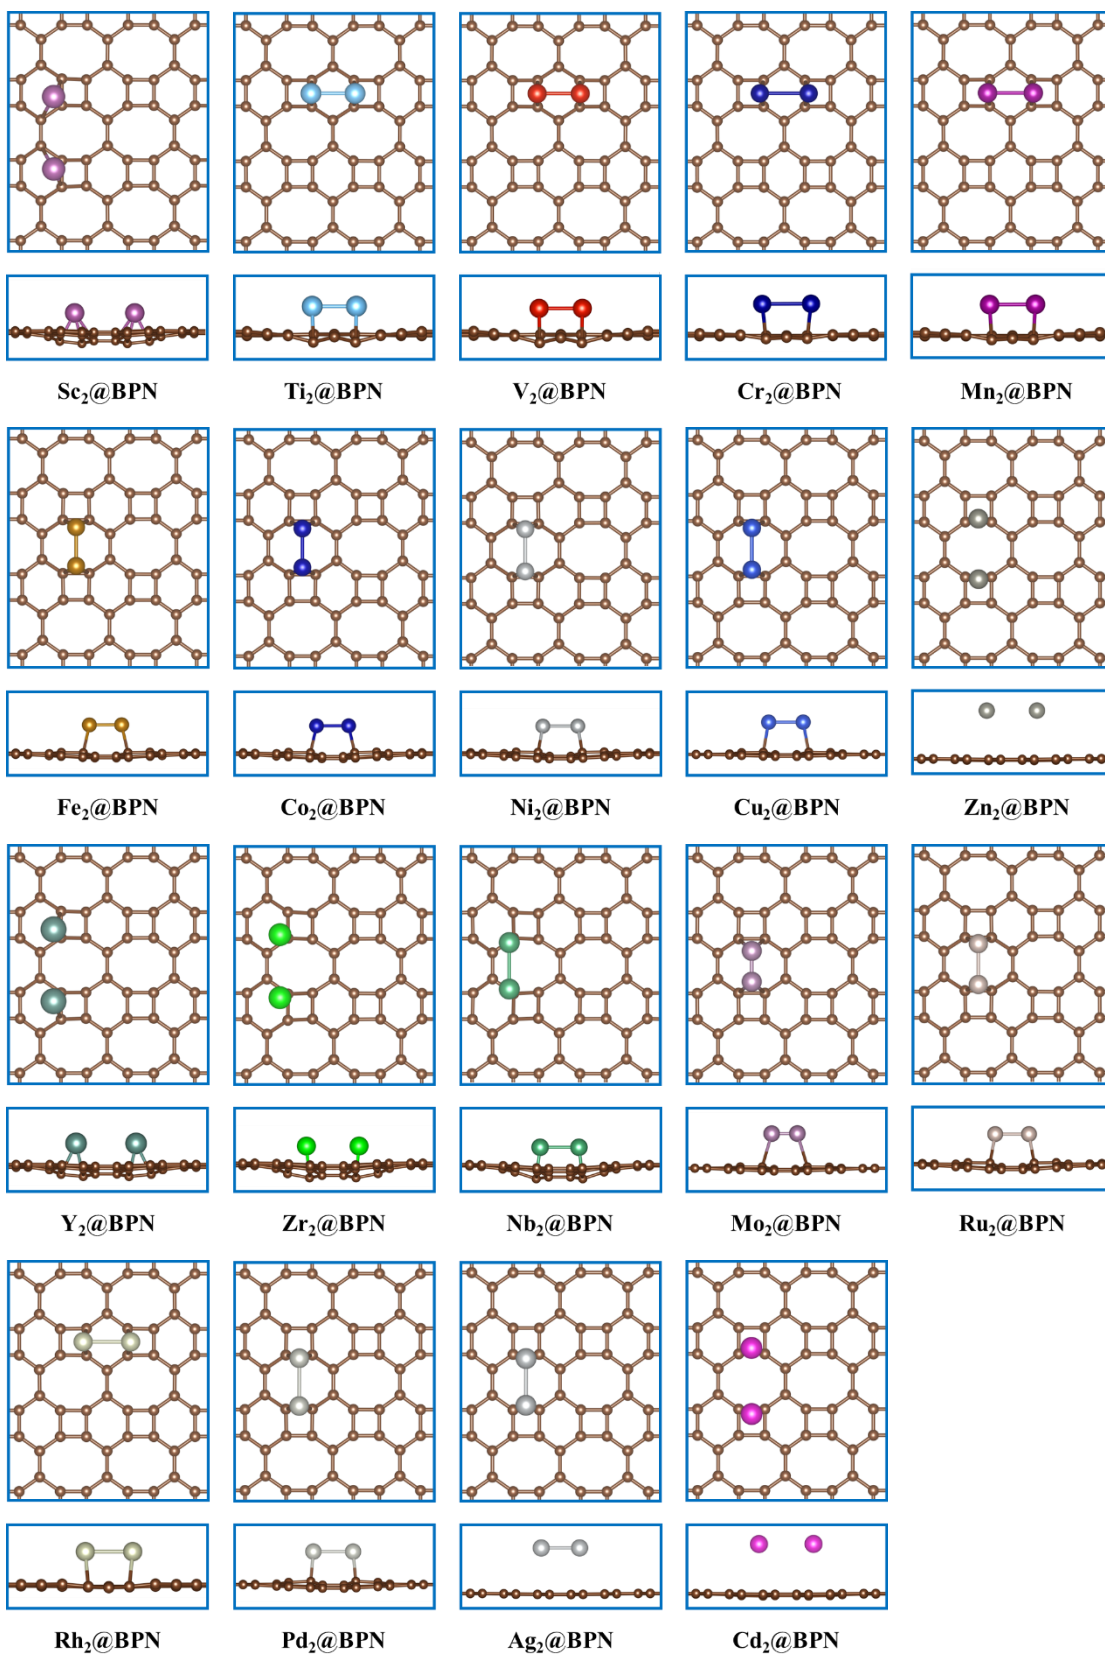 Sc₂@BPN Ti₂@BPN V₂@BPN Cr₂@BPN Mn₂@BPN
Fe₂@BPN Co₂@BPN Ni₂@BPN Cu₂@BPN Zn₂@BPN
Y₂@BPN Zr₂@BPN Nb₂@BPN Mo₂@BPN Ru₂@BPN
Rh₂@BPN Pd₂@BPN Ag₂@BPN Cd₂@BPN